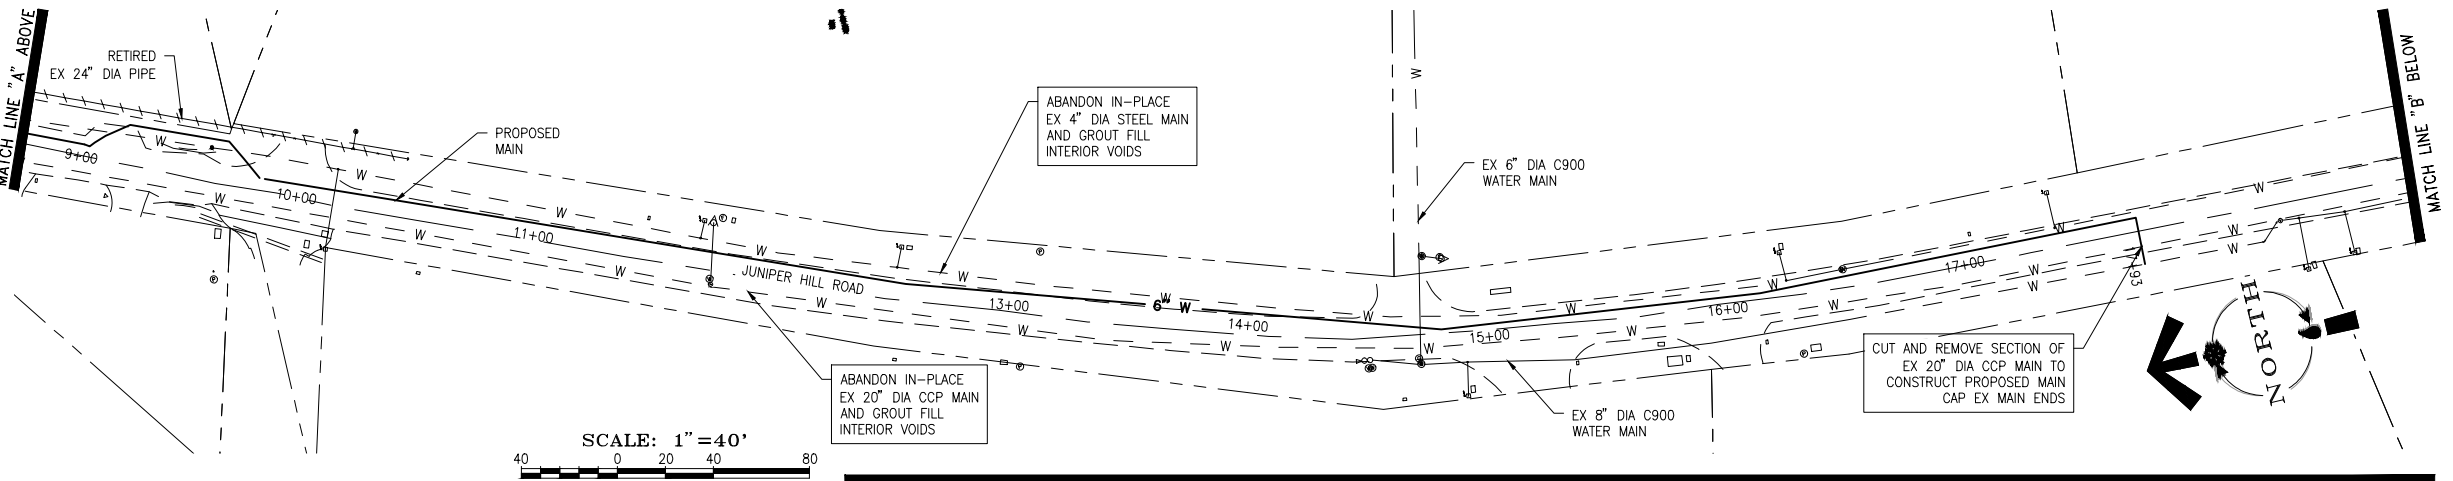 MATCH LINE "A" ABOVE
RETIRED
EX 24" DIA PIPE
PROPOSED
MAIN
ABANDON IN-PLACE
EX 4" DIA STEEL MAIN
AND GROUT FILL
INTERIOR VOIDS
W
EX 6" DIA C900
WATER MAIN
MATCH LINE "B" BELOW
9+00
W
10+00
W
W
W
11+00
W
W
W
W
JUNIPER HILL ROAD
W
W
13+00
W
W
6" W
14+00
W
W
15+00
W
W
16+00
W
W
17+00
W
W
W
W
W
ABANDON IN-PLACE
EX 20" DIA CCP MAIN
AND GROUT FILL
INTERIOR VOIDS
EX 8" DIA C900
WATER MAIN
CUT AND REMOVE SECTION OF
EX 20" DIA CCP MAIN TO
CONSTRUCT PROPOSED MAIN
CAP EX MAIN ENDS
NORTH
SCALE: 1"=40'
40 0 20 40 80